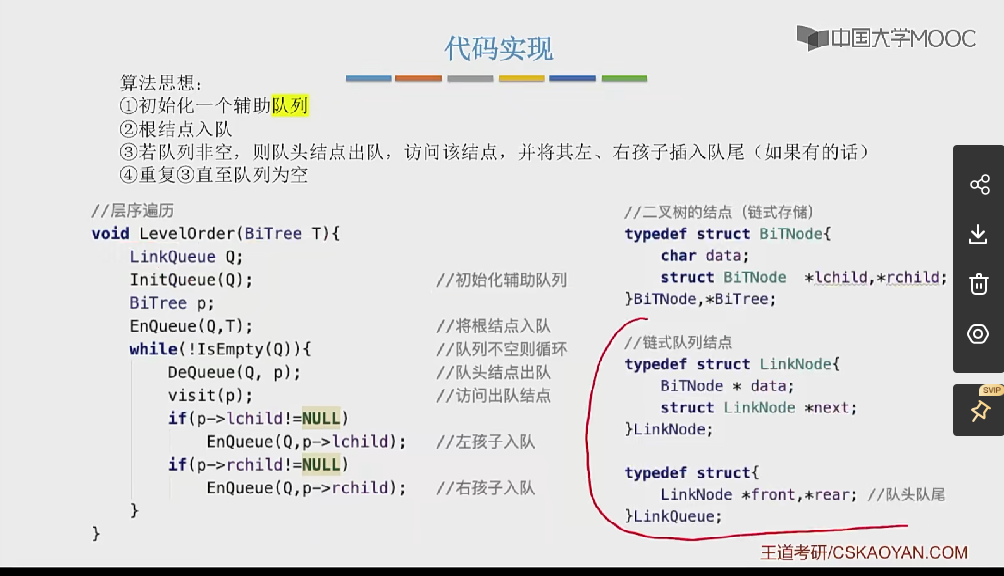 中国大学MOOC
代码实现
算法思想：
①初始化一个辅助队列
②根结点入队
③若队列非空，则队头结点出队，访问该结点，并将其左、右孩子插入队尾（如果有的话）
④重复③直至队列为空
//层序遍历
void LevelOrder(BiTree T){
LinkQueue Q;
InitQueue(Q); //初始化辅助队列
BiTree p;
EnQueue(Q,T); //将根结点入队
while(!IsEmpty(Q)){ //队列不空则循环
DeQueue(Q, p); //队头结点出队
visit(p); //访问出队结点
if(p->lchild!=NULL)
EnQueue(Q,p->lchild); //左孩子入队
if(p->rchild!=NULL)
EnQueue(Q,p->rchild); //右孩子入队
}
}
//二叉树的结点（链式存储）
typedef struct BiTNode{
char data;
struct BiTNode *lchild,*rchild;
}BiTNode,*BiTree;
//链式队列结点
typedef struct LinkNode{
BiTNode * data;
struct LinkNode *next;
}LinkNode;
typedef struct{
LinkNode *front,*rear; //队头队尾
}LinkQueue;
SVIP
王道考研/CSKAOYAN.COM